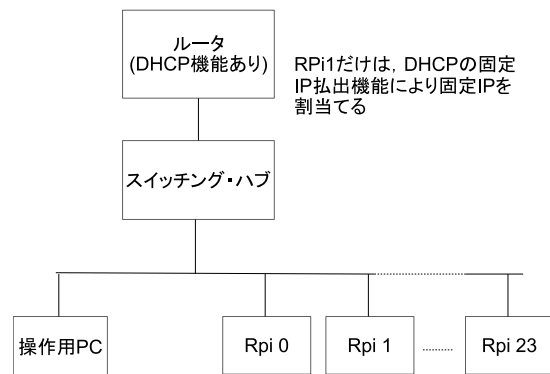 ルータ
(DHCP機能あり)
RPi1だけは，DHCPの固定
IP払出機能により固定IPを
割当てる
スイッチング・ハブ
操作用PC
Rpi 0
Rpi 1
Rpi 23